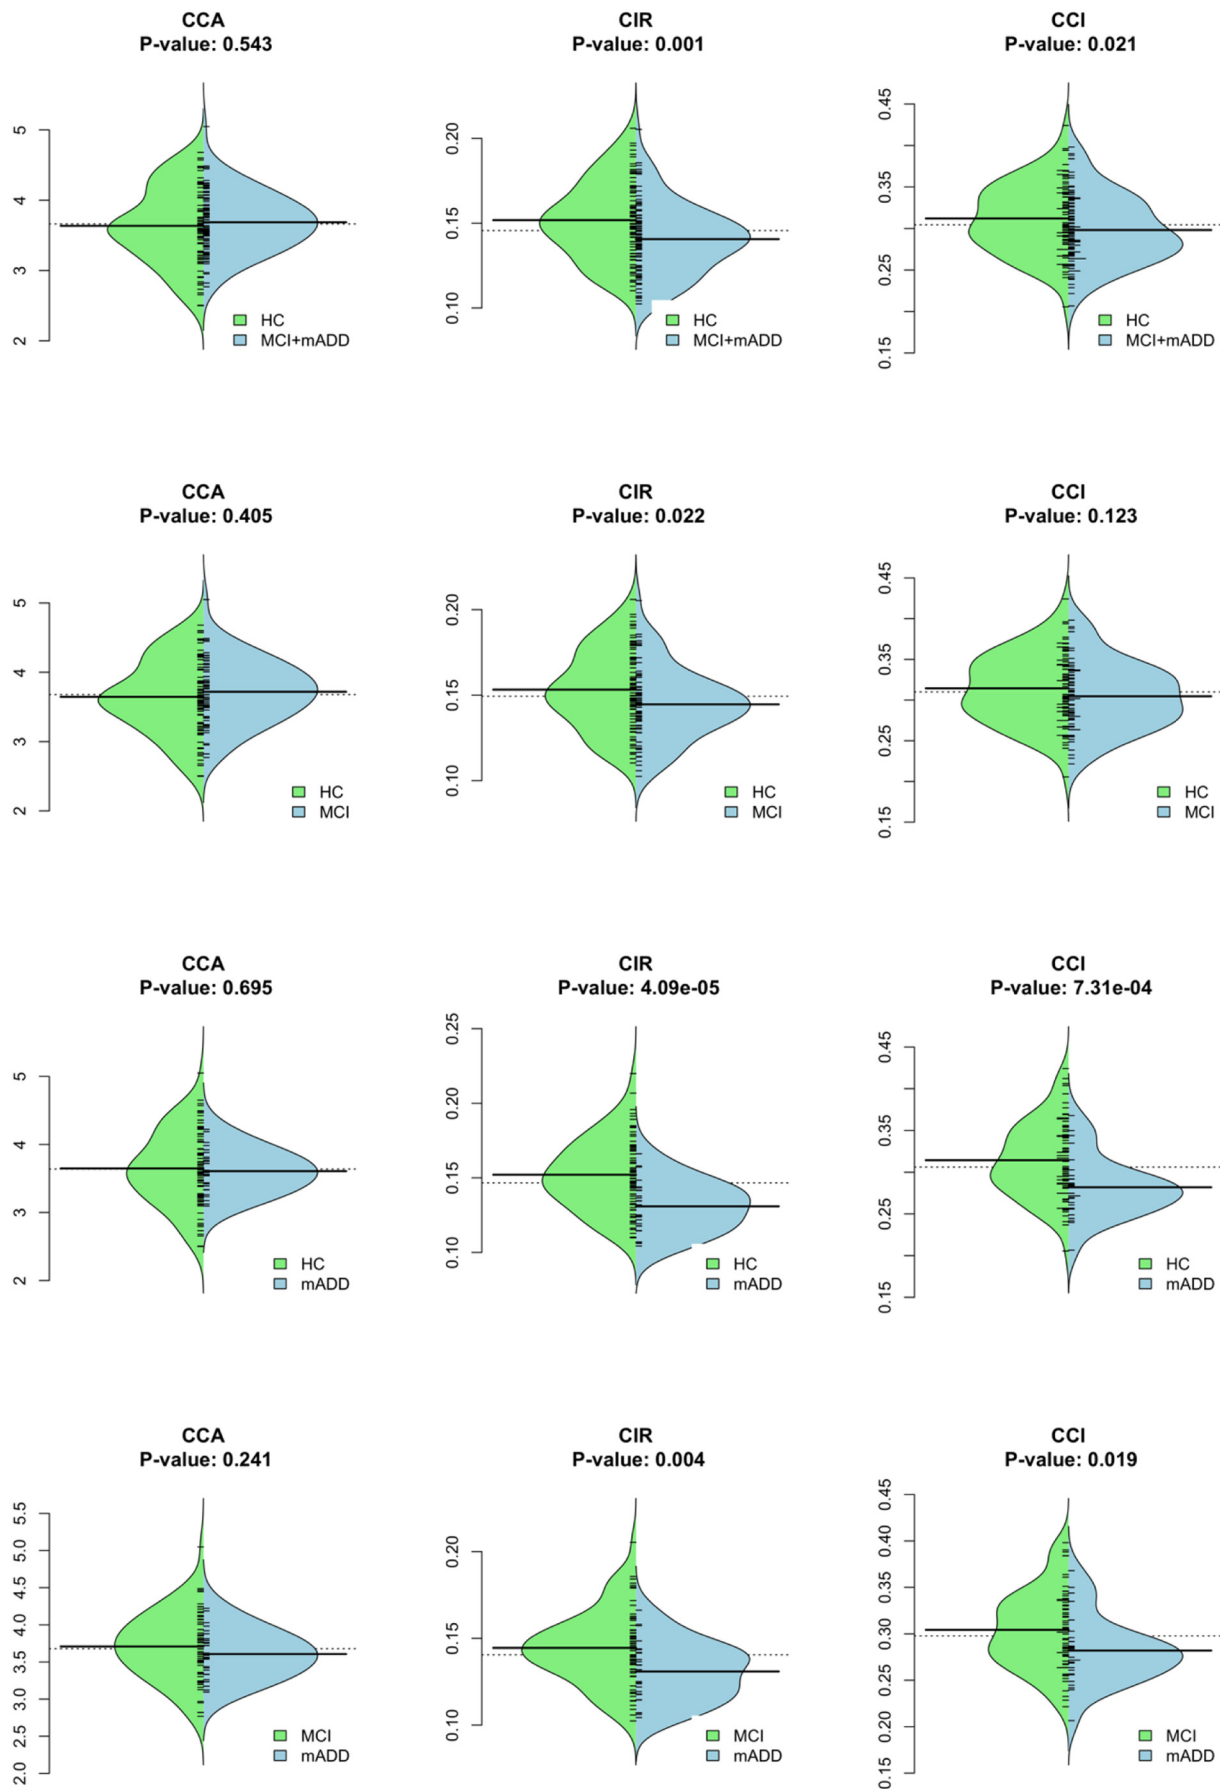 CCA
P-value: 0.543
5
4
3
2
HC
MCI+mADD
CIR
P-value: 0.001
0.20
0.15
0.10
HC
MCI+mADD
CCI
P-value: 0.021
0.45
0.35
0.25
0.15
HC
MCI+mADD
CCA
P-value: 0.405
5
4
3
2
HC
MCI
CIR
P-value: 0.022
0.20
0.15
0.10
HC
MCI
CCI
P-value: 0.123
0.45
0.35
0.25
0.15
HC
MCI
CCA
P-value: 0.695
5
4
3
2
HC
mADD
CIR
P-value: 4.09e-05
0.25
0.20
0.15
0.10
HC
mADD
CCI
P-value: 7.31e-04
0.45
0.35
0.25
0.15
HC
mADD
CCA
P-value: 0.241
5.5
5.0
4.5
4.0
3.5
3.0
2.5
2.0
MCI
mADD
CIR
P-value: 0.004
0.20
0.15
0.10
MCI
mADD
CCI
P-value: 0.019
0.45
0.40
0.35
0.30
0.25
0.20
0.15
MCI
mADD